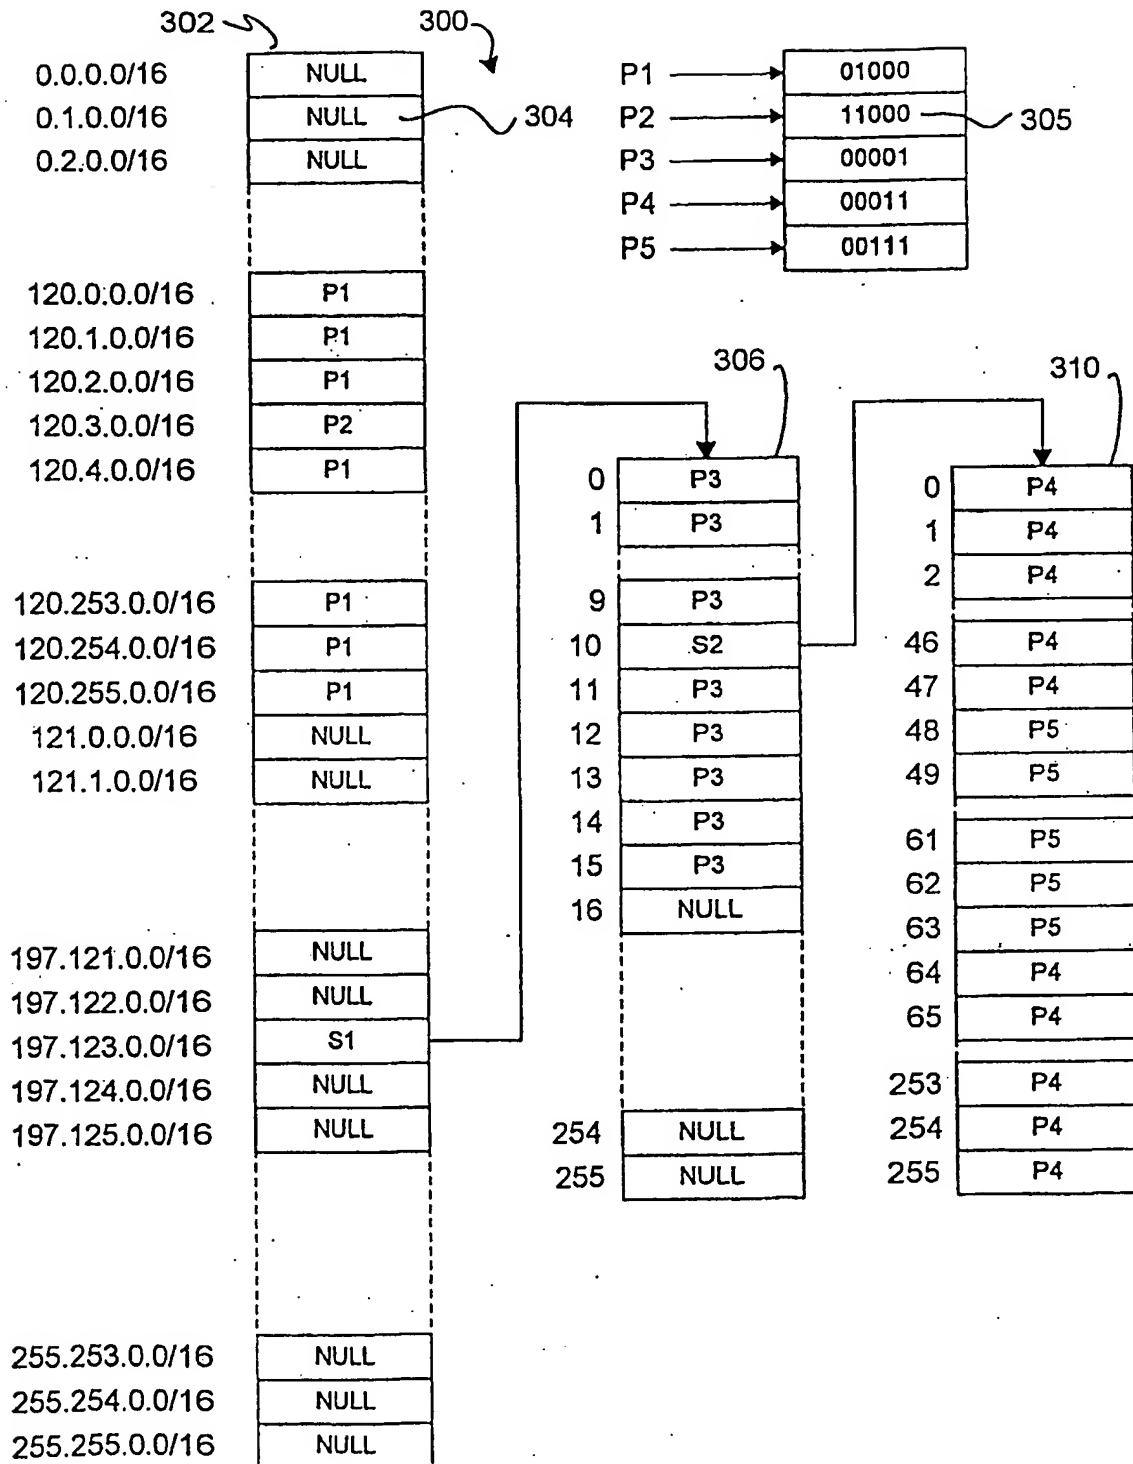 302
300
0.0.0.0/16 NULL
0.1.0.0/16 NULL
304
0.2.0.0/16 NULL
P1 01000
P2 11000
305
P3 00001
P4 00011
P5 00111
120.0.0.0/16 P1
120.1.0.0/16 P1
120.2.0.0/16 P1
120.3.0.0/16 P2
120.4.0.0/16 P1
120.253.0.0/16 P1
120.254.0.0/16 P1
120.255.0.0/16 P1
121.0.0.0/16 NULL
121.1.0.0/16 NULL
197.121.0.0/16 NULL
197.122.0.0/16 NULL
197.123.0.0/16 S1
197.124.0.0/16 NULL
197.125.0.0/16 NULL
255.253.0.0/16 NULL
255.254.0.0/16 NULL
255.255.0.0/16 NULL
306
0 P3
1 P3
9 P3
10 S2
11 P3
12 P3
13 P3
14 P3
15 P3
16 NULL
254 NULL
255 NULL
310
0 P4
1 P4
2 P4
46 P4
47 P4
48 P5
49 P5
61 P5
62 P5
63 P5
64 P4
65 P4
253 P4
254 P4
255 P4